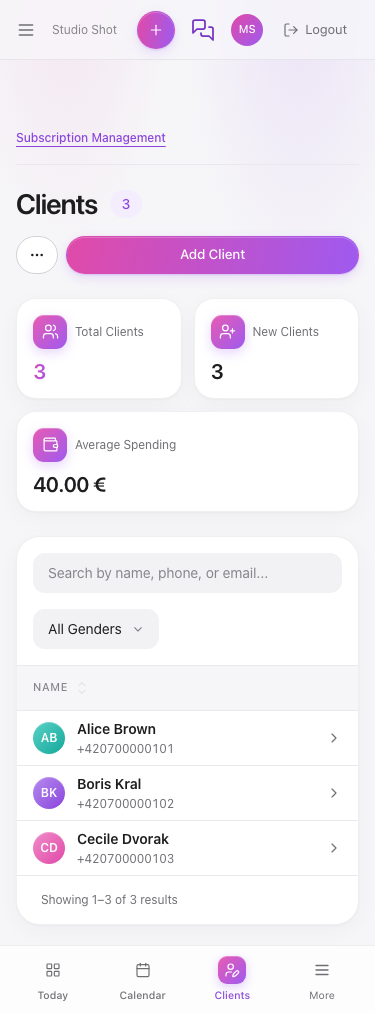 Studio Shot
MS
Logout
Subscription Management
Clients 3
Add Client
Total Clients
3
New Clients
3
Average Spending
40.00 €
Search by name, phone, or email...
All Genders
NAME
AB
Alice Brown
+420700000101
BK
Boris Kral
+420700000102
CD
Cecile Dvorak
+420700000103
Showing 1–3 of 3 results
Today
Calendar
Clients
More